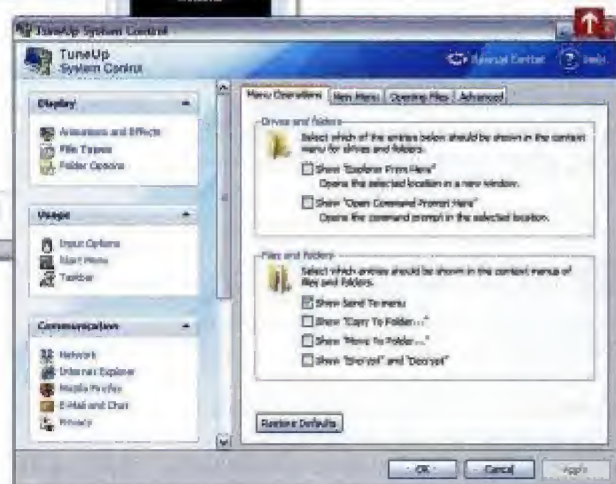 TuneUp System Control
TuneUp
System Control
Rescue Center
Help
Display
Animations and Effects
File Types
Folder Options
Usage
Input Options
Start Menu
Taskbar
Communication
Network
Internet Explorer
Mozilla Firefox
E-Mail and Chat
Privacy
Menu Operations
New Menu
Opening Files
Advanced
Drives and folders
Select which of the entries below should be shown in the context
menu for drives and folders.
Show "Explorer From Here"
Opens the selected location in a new window.
Show "Open Command Prompt Here"
Opens the command prompt in the selected location.
Files and folders
Select which entries should be shown in the context menus of
files and folders.
Show Send To menu
Show "Copy To Folder..."
Show "Move To Folder..."
Show "Encrypt" and "Decrypt"
Restore Defaults
OK
Cancel
Apply